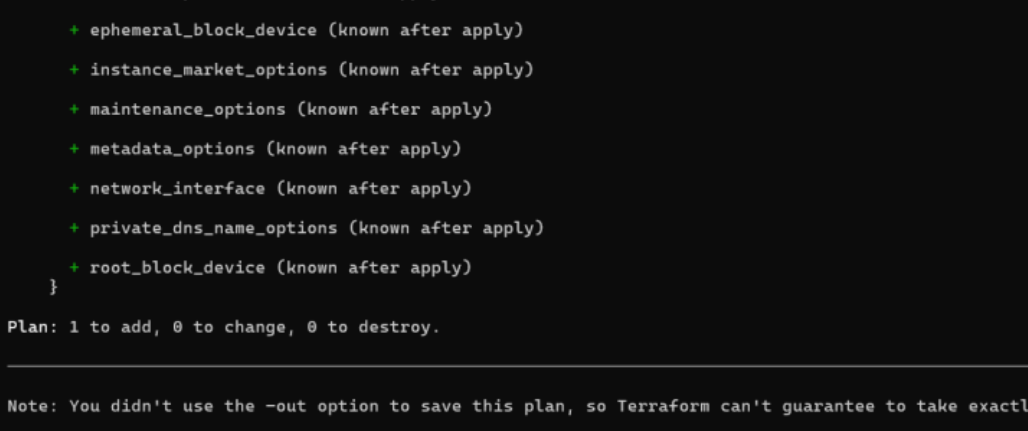 + ephemeral_block_device (known after apply)
+ instance_market_options (known after apply)
+ maintenance_options (known after apply)
+ metadata_options (known after apply)
+ network_interface (known after apply)
+ private_dns_name_options (known after apply)
+ root_block_device (known after apply)
}
Plan: 1 to add, 0 to change, 0 to destroy.
Note: You didn't use the -out option to save this plan, so Terraform can't guarantee to take exactl